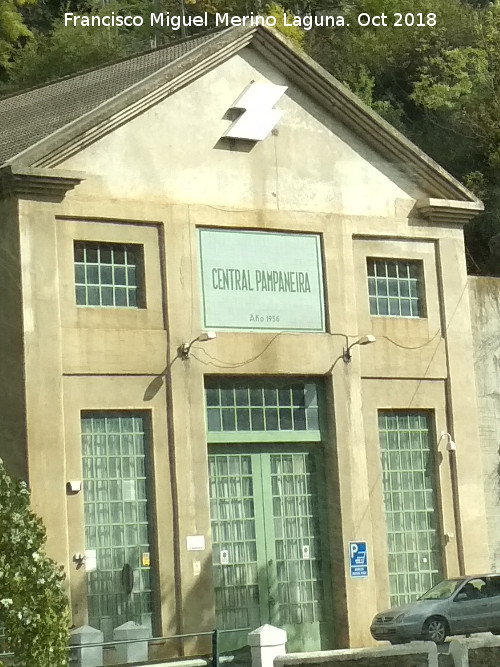 Francisco Miguel Merino Laguna. Oct 2018
CENTRAL PAMPANEIRA
Año 1956
P